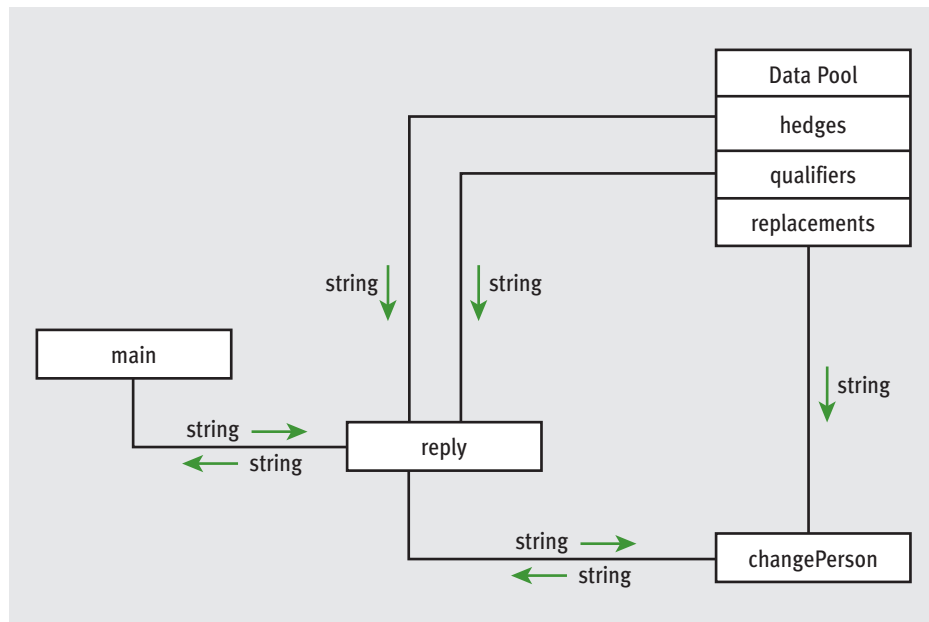 Data Pool
hedges
qualifiers
replacements
string
string
main
string
string
reply
string
string
string
changePerson